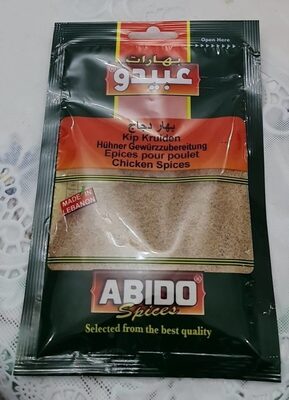 Open Here
بهارات
عبيدو
بهار دجاج
Kip Kruiden
Hühner Gewürzzubereitung
Epices pour poulet
Chicken Spices
MADE IN
LEBANON
ABIDO®
Spices
Selected from the best quality